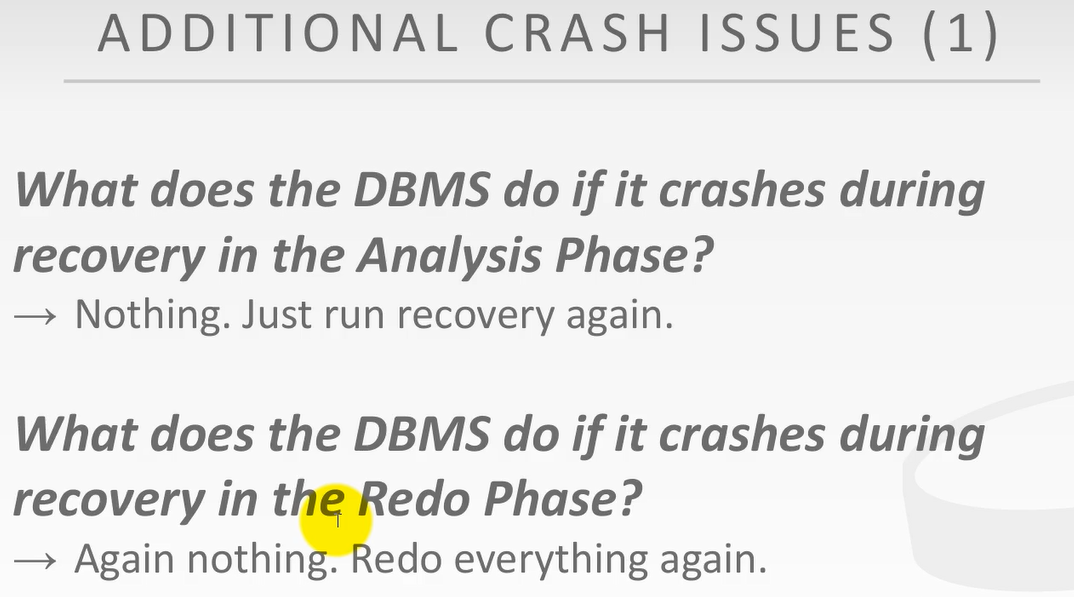 ADDITIONAL CRASH ISSUES (1)
What does the DBMS do if it crashes during
recovery in the Analysis Phase?
→ Nothing. Just run recovery again.
What does the DBMS do if it crashes during
recovery in the Redo Phase?
→ Again nothing. Redo everything again.